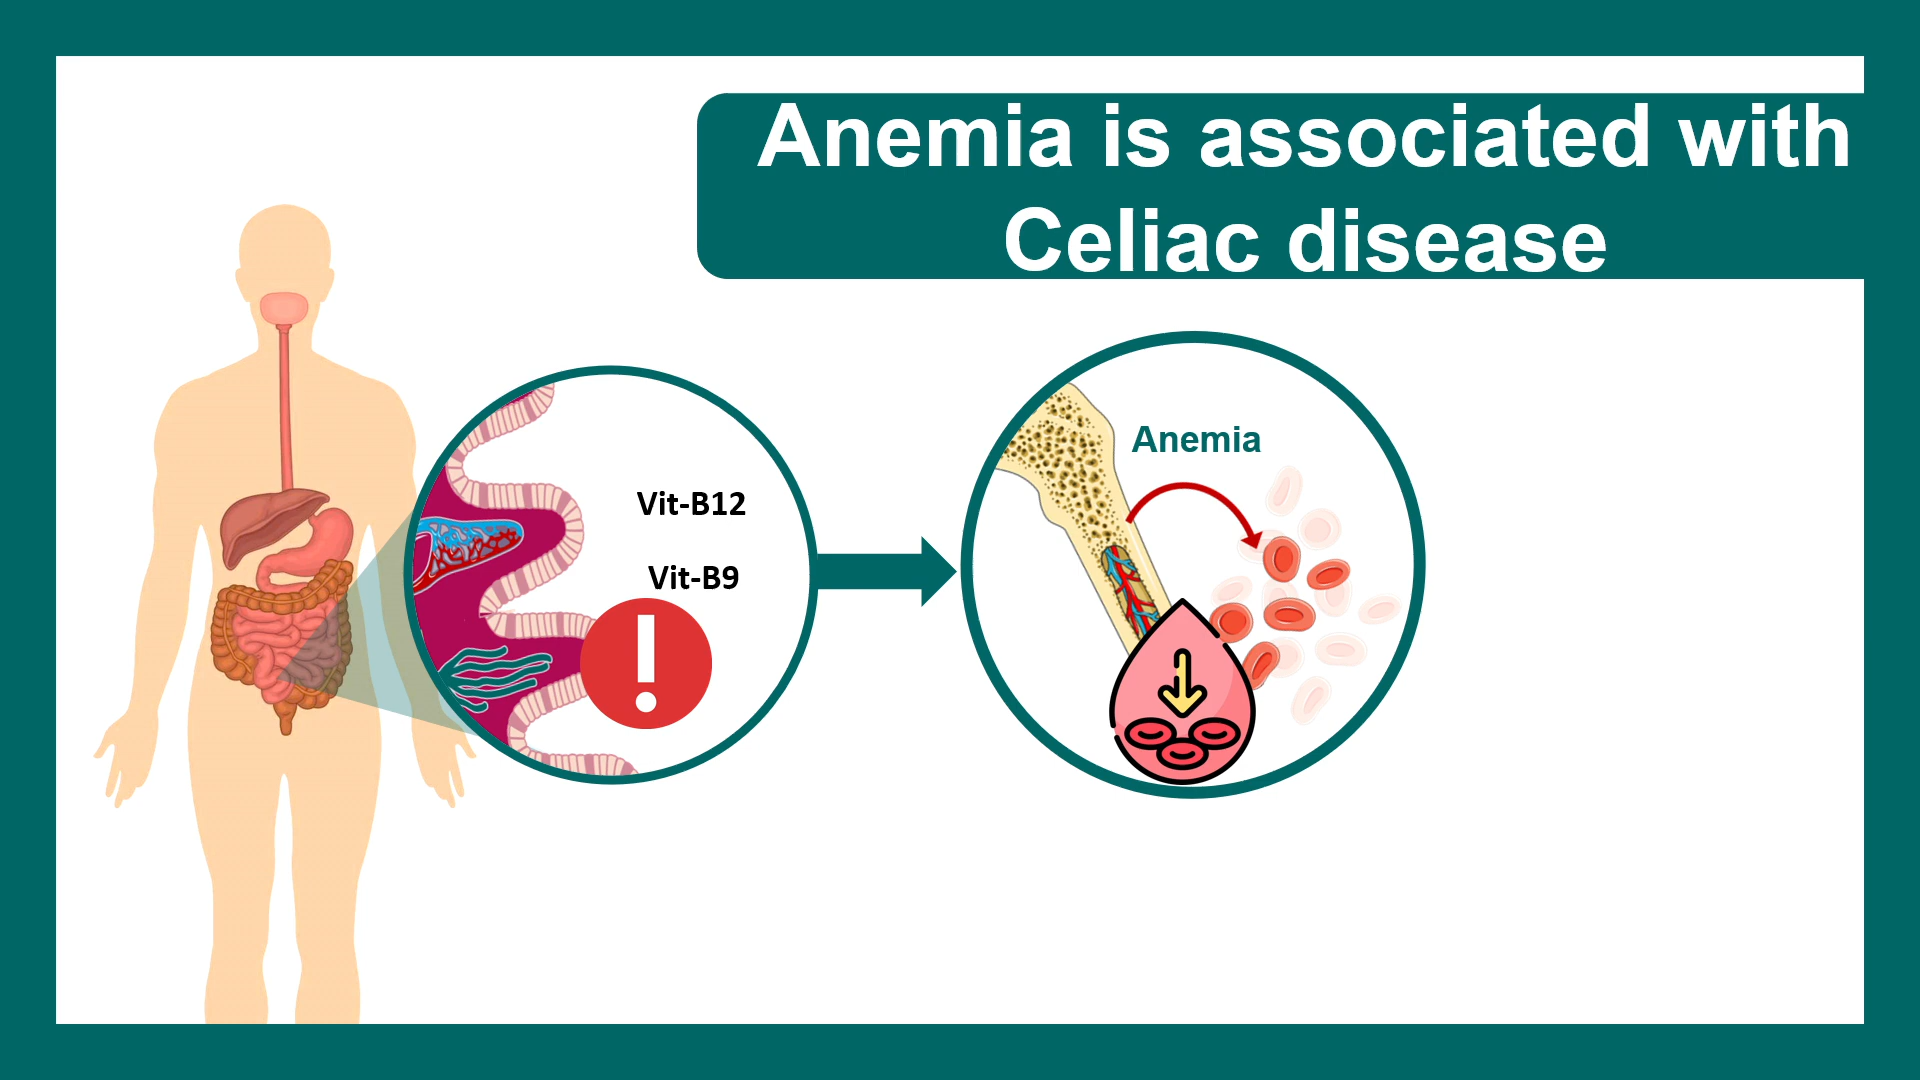 Anemia is associated with
Celiac disease
Vit-B12
Vit-B9
Anemia